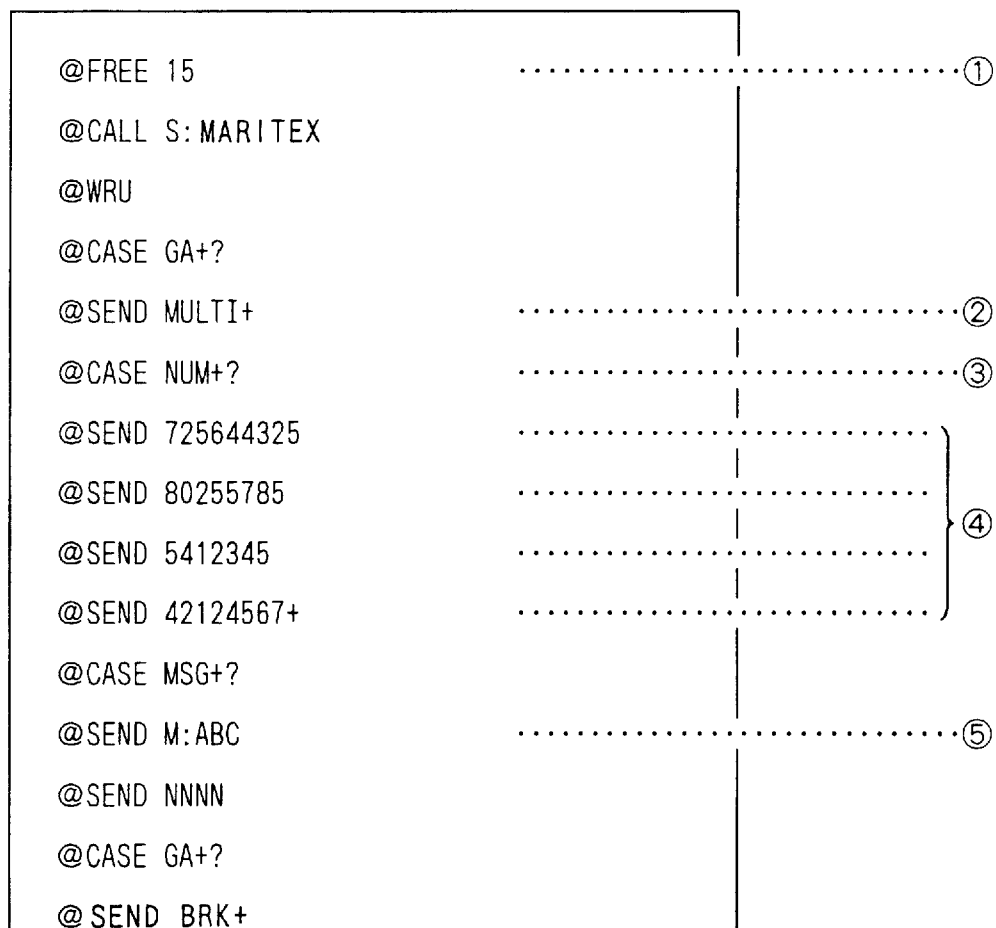 @FREE 15 ①
@CALL S:MARITEX
@WRU
@CASE GA+?
@SEND MULTI+ ②
@CASE NUM+? ③
@SEND 725644325
@SEND 80255785
④
@SEND 5412345
@SEND 42124567+
@CASE MSG+?
@SEND M:ABC ⑤
@SEND NNNN
@CASE GA+?
@SEND BRK+